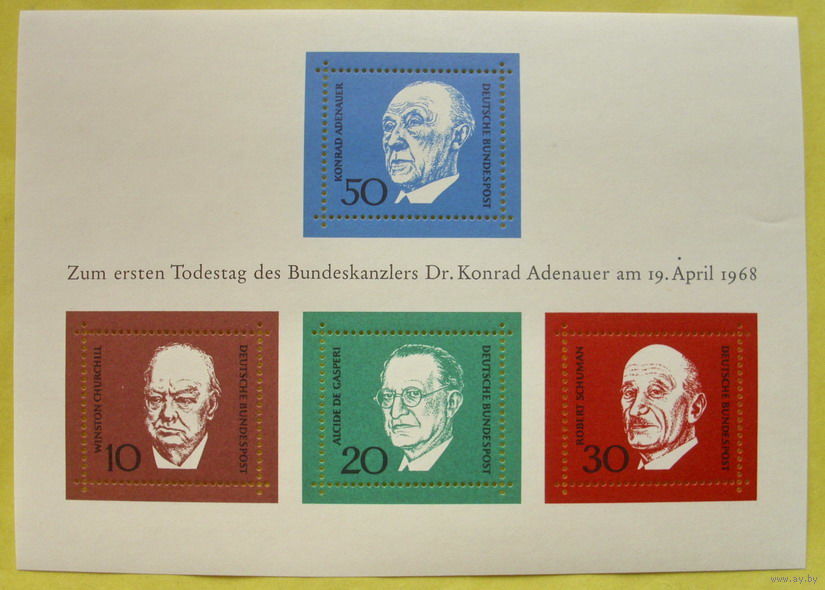 KONRAD ADENAUER
DEUTSCHE BUNDESPOST
50
Zum ersten Todestag des Bundeskanzlers Dr. Konrad Adenauer am 19. April 1968
WINSTON CHURCHILL
DEUTSCHE BUNDESPOST
10
ALCIDE DE GASPERI
DEUTSCHE BUNDESPOST
20
ROBERT SCHUMAN
DEUTSCHE BUNDESPOST
30
www.ay.by